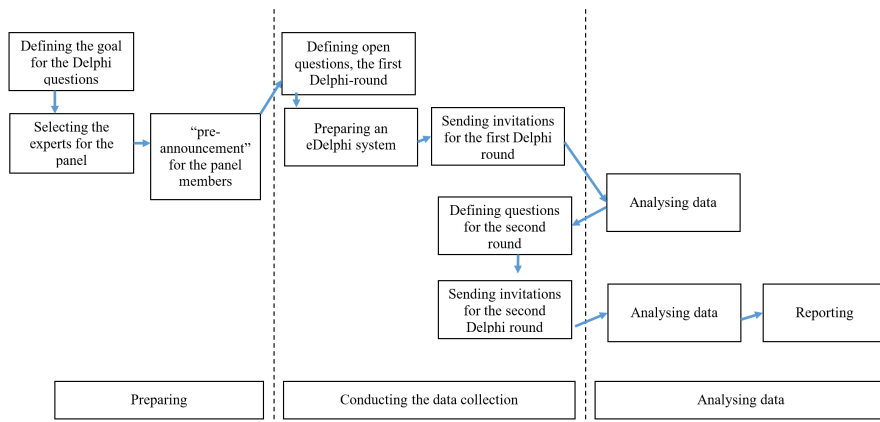 Defining the goal
for the Delphi
questions
Selecting the
experts for the
panel
“pre-
announcement”
for the panel
members
Defining open
questions, the first
Delphi-round
Preparing an
eDelphi system
Sending invitations
for the first Delphi
round
Analysing data
Defining questions
for the second
round
Sending invitations
for the second
Delphi round
Analysing data
Reporting
Preparing
Conducting the data collection
Analysing data